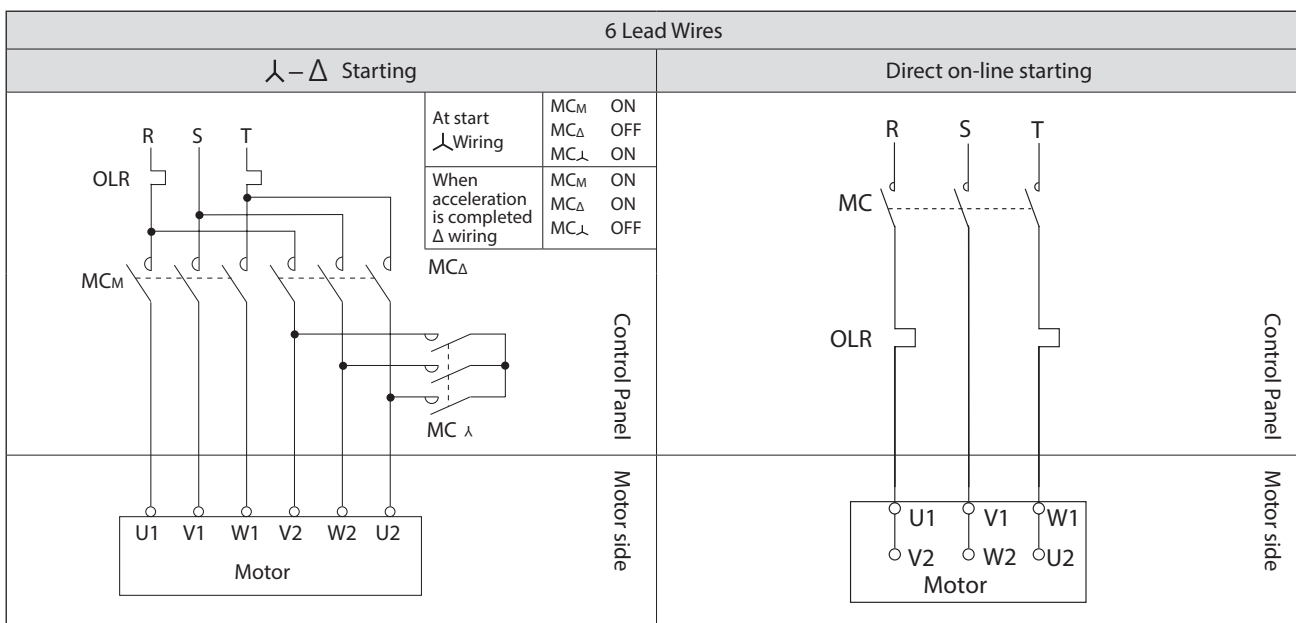 6 Lead Wires
⅄ – Δ Starting
Direct on-line starting
At start
⅄Wiring
MCM ON
MCΔ OFF
MC⅄ ON
When
acceleration
is completed
Δ wiring
MCM ON
MCΔ ON
MC⅄ OFF
R S T
OLR
MCM
MCΔ
MC ⅄
Control Panel
Motor side
U1 V1 W1 V2 W2 U2
Motor
R S T
MC
OLR
Control Panel
Motor side
U1 V1 W1
V2 W2 U2
Motor